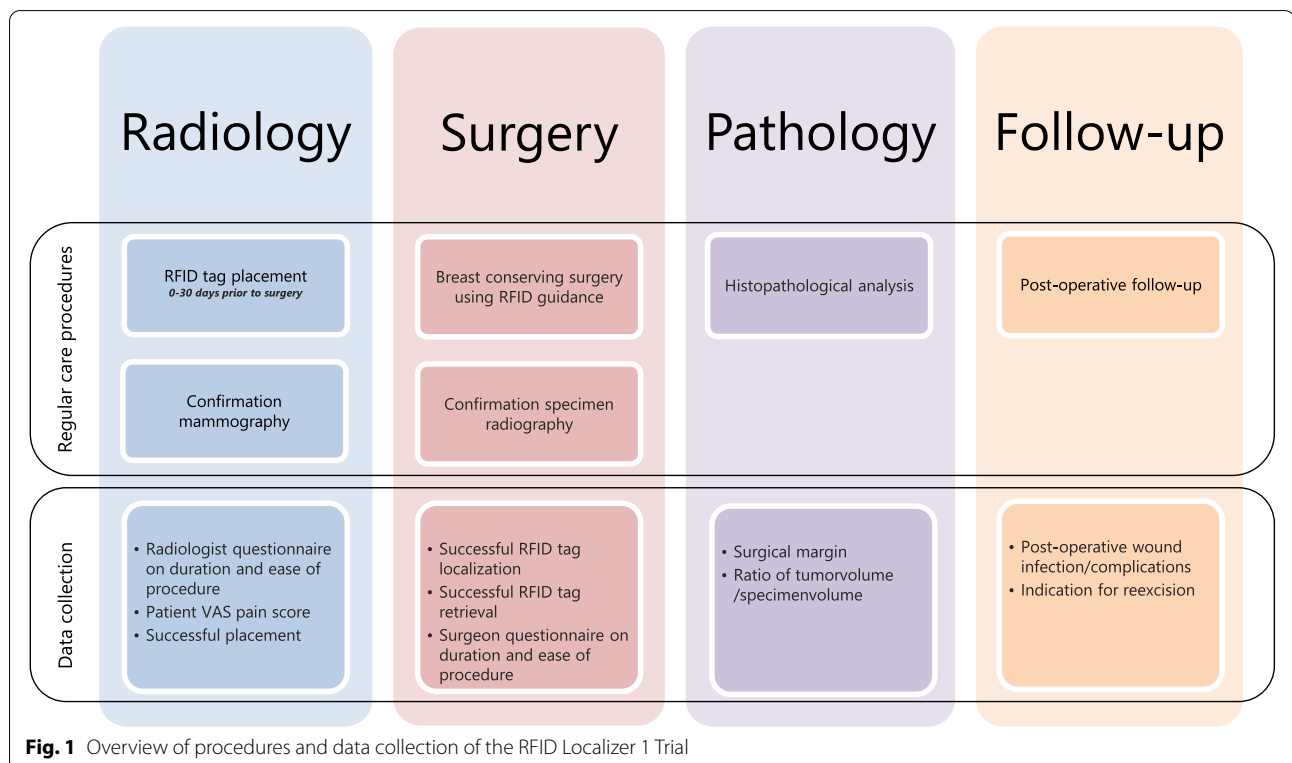 Radiology
Surgery
Pathology
Follow-up
Regular care procedures
RFID tag placement
0-30 days prior to surgery
Breast conserving surgery
using RFID guidance
Histopathological analysis
Post-operative follow-up
Confirmation
mammography
Confirmation specimen
radiography
Data collection
• Radiologist questionnaire
on duration and ease of
procedure
• Patient VAS pain score
• Successful placement
• Successful RFID tag
localization
• Successful RFID tag
retrieval
• Surgeon questionnaire on
duration and ease of
procedure
• Surgical margin
• Ratio of tumorvolume
/specimenvolume
• Post-operative wound
infection/complications
• Indication for reexcision
Fig. 1 Overview of procedures and data collection of the RFID Localizer 1 Trial